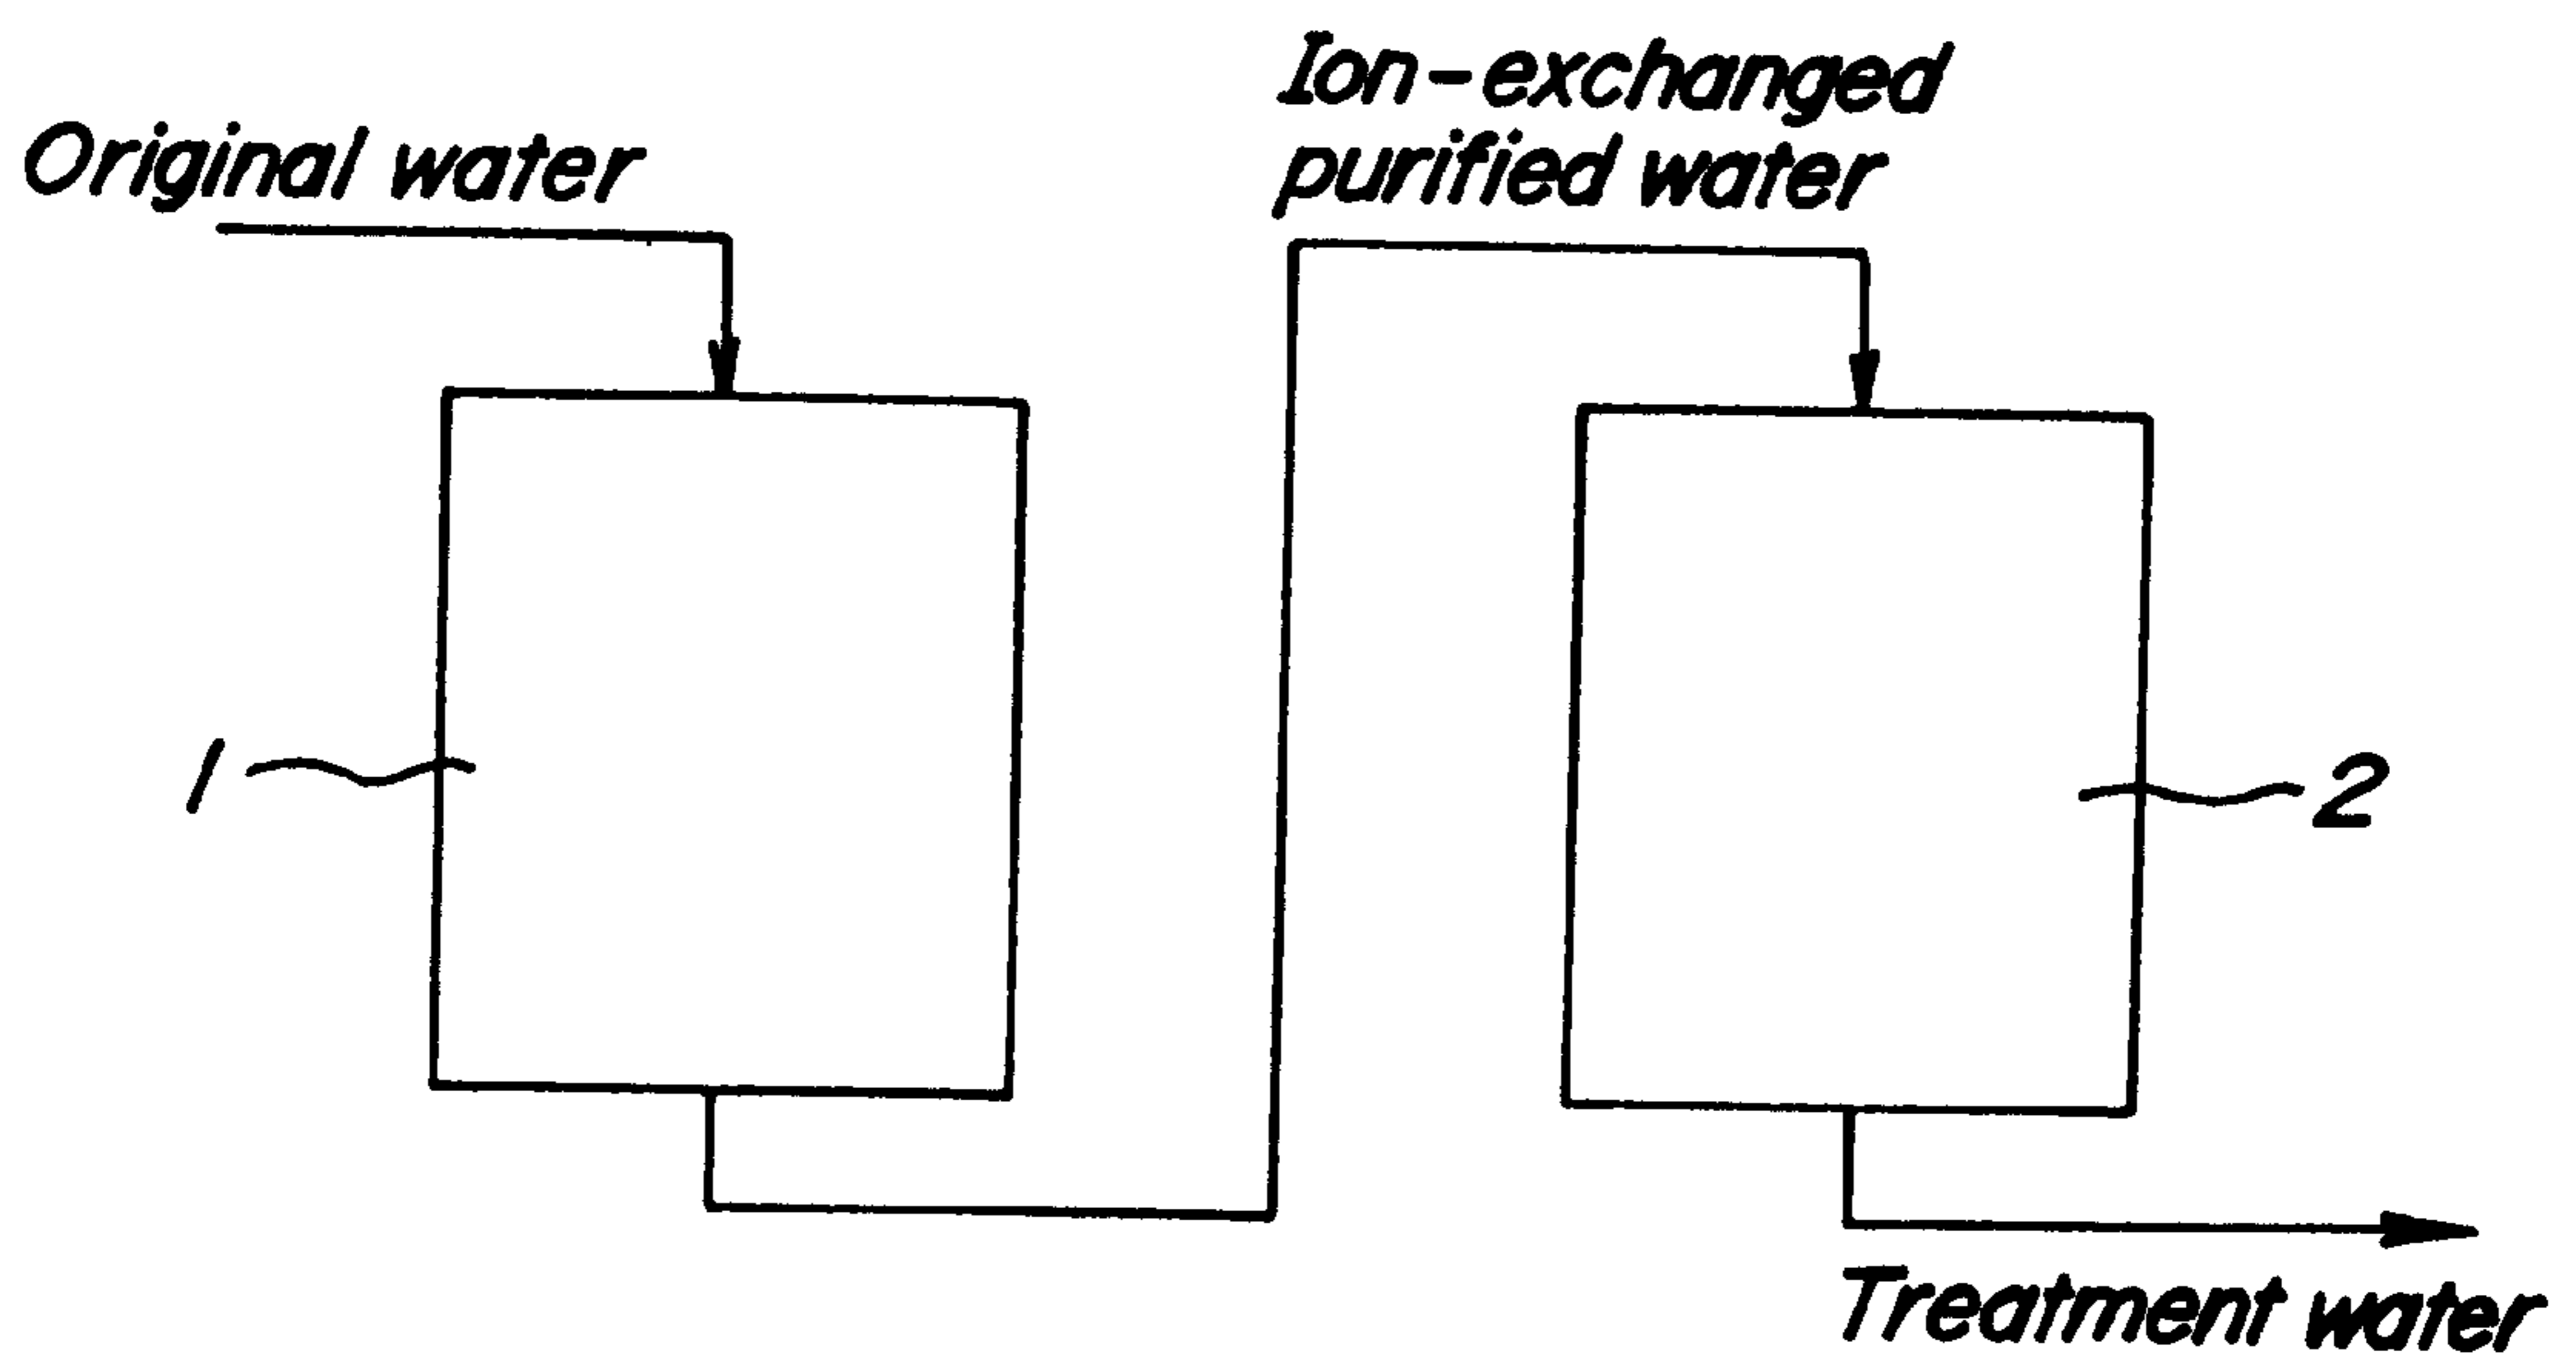 Original water
Ion-exchanged
purified water
1
2
Treatment water